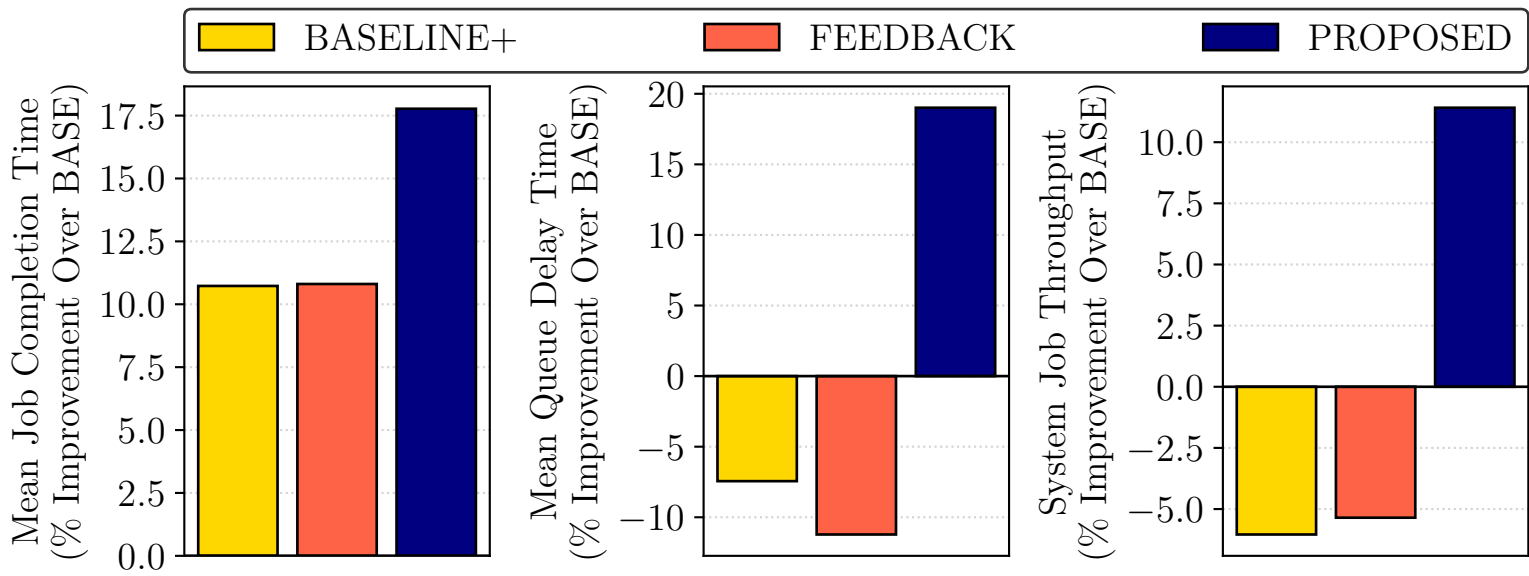 BASELINE+
FEEDBACK
PROPOSED
Mean Job Completion Time
(% Improvement Over BASE)
17.5
15.0
12.5
10.0
7.5
5.0
2.5
0.0
Mean Queue Delay Time
(% Improvement Over BASE)
20
15
10
5
0
−5
−10
System Job Throughput
(% Improvement Over BASE)
10.0
7.5
5.0
2.5
0.0
−2.5
−5.0